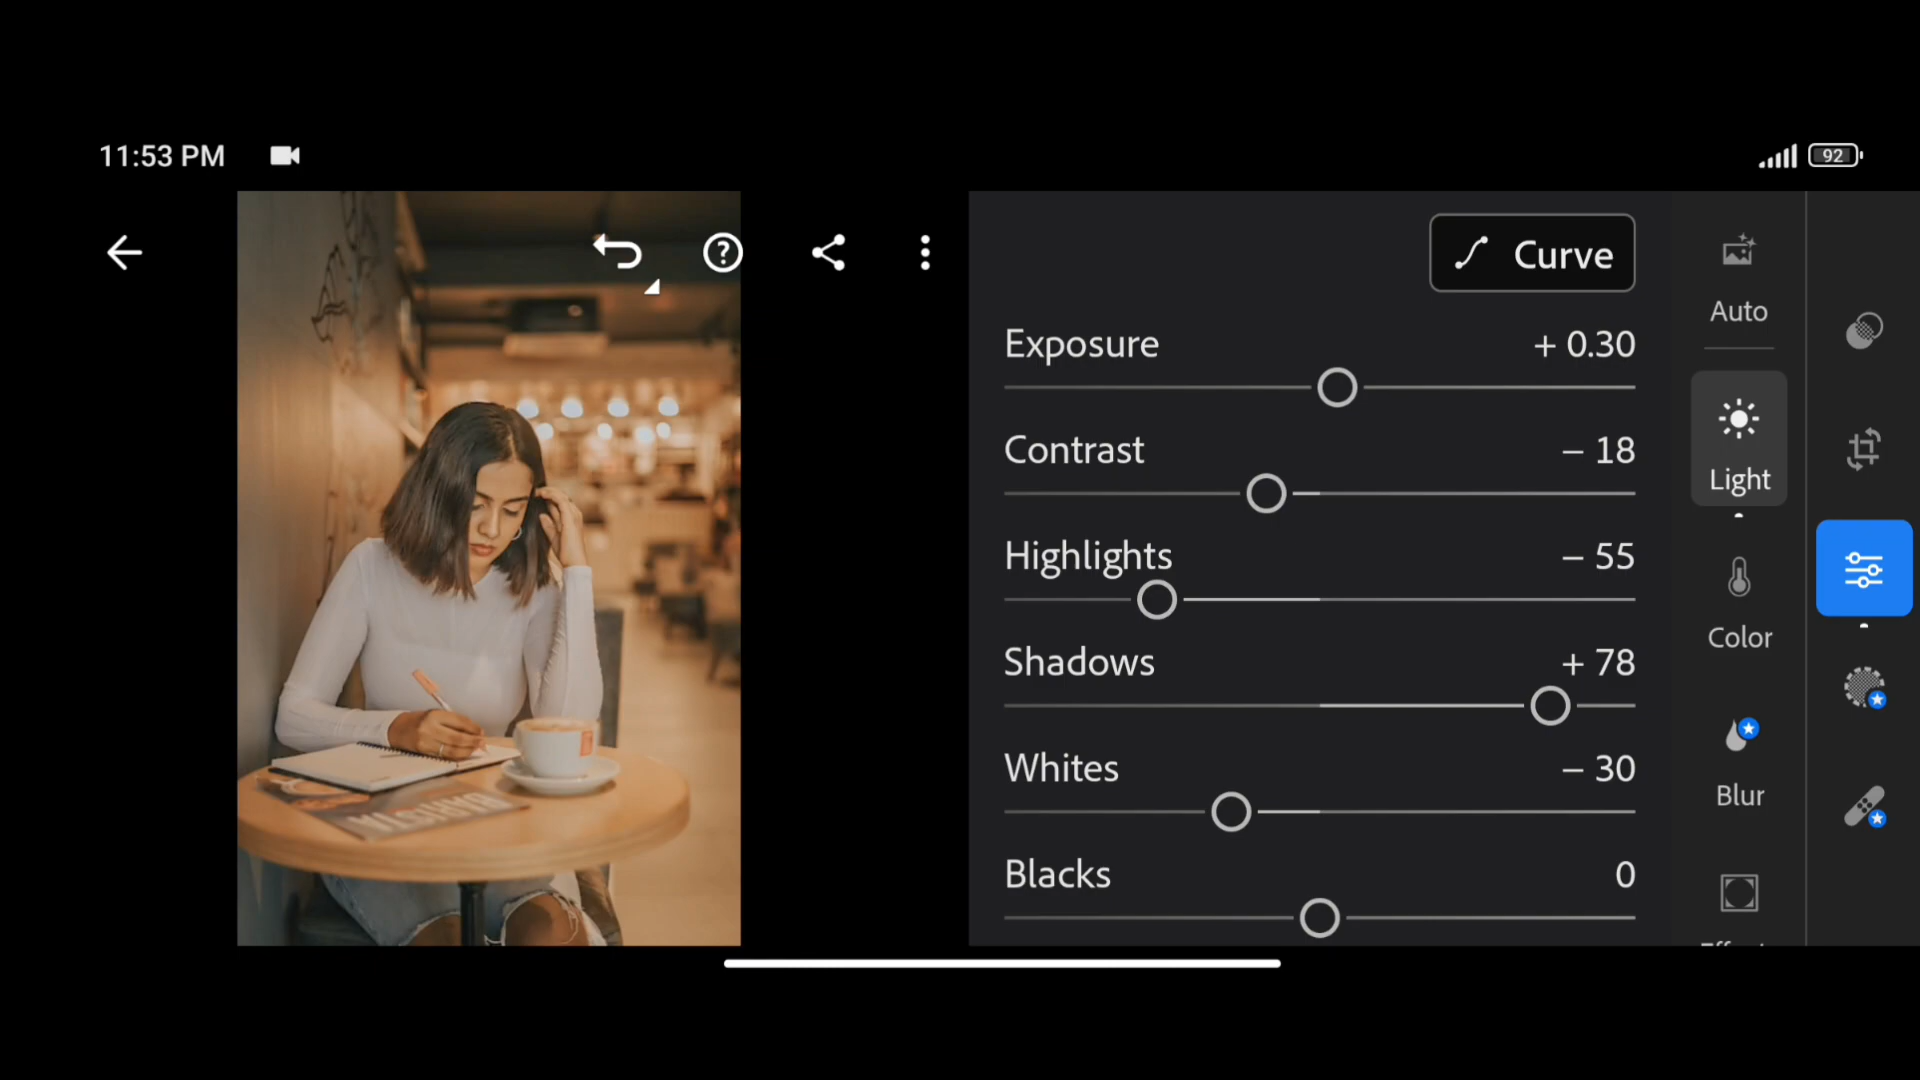 11:53 PM
92
Curve
Exposure
+ 0.30
Contrast
– 18
Highlights
– 55
Shadows
+ 78
Whites
– 30
Blacks
0
Auto
Light
Color
Blur
BARISTA